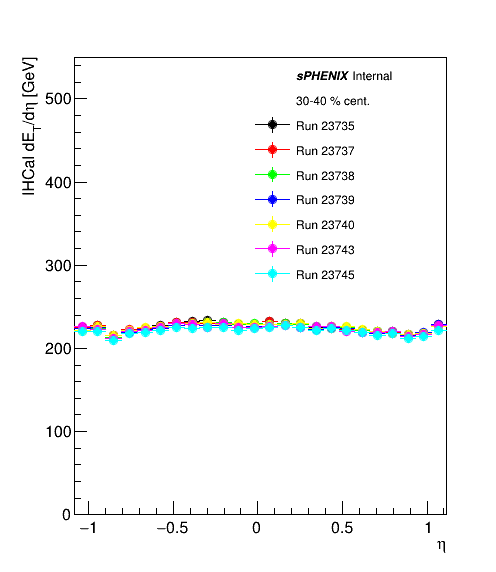 IHCal dE_T/dη [GeV]
sPHENIX Internal
30-40 % cent.
Run 23735
Run 23737
Run 23738
Run 23739
Run 23740
Run 23743
Run 23745
500
400
300
200
100
0
−1 −0.5 0 0.5 1
η